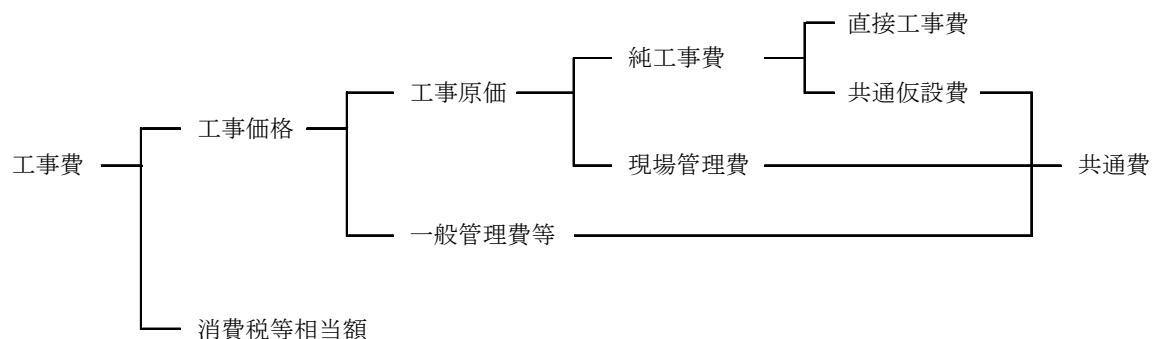 直接工事費
純工事費
工事原価
共通仮設費
工事価格
工事費
現場管理費
共通費
一般管理費等
消費税等相当額